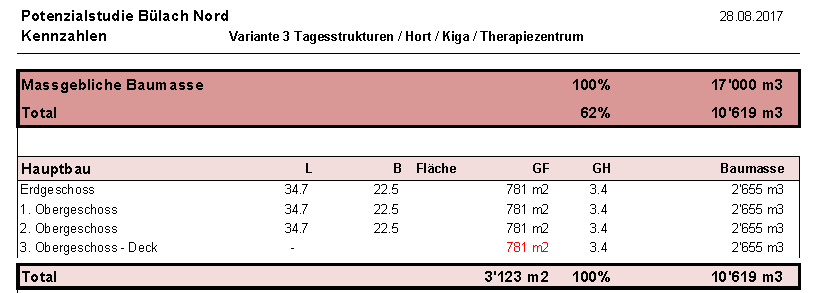 Potenzialstudie Bülach Nord 28.08.2017
Kennzahlen Variante 3 Tagesstrukturen / Hort / Kiga / Therapiezentrum
Massgebliche Baumasse 100% 17'000 m3
Total 62% 10'619 m3
Hauptbau L B Fläche GF GH Baumasse
Erdgeschoss 34.7 22.5 781 m2 3.4 2'655 m3
1. Obergeschoss 34.7 22.5 781 m2 3.4 2'655 m3
2. Obergeschoss 34.7 22.5 781 m2 3.4 2'655 m3
3. Obergeschoss - Deck - 781 m2 3.4 2'655 m3
Total 3'123 m2 100% 10'619 m3